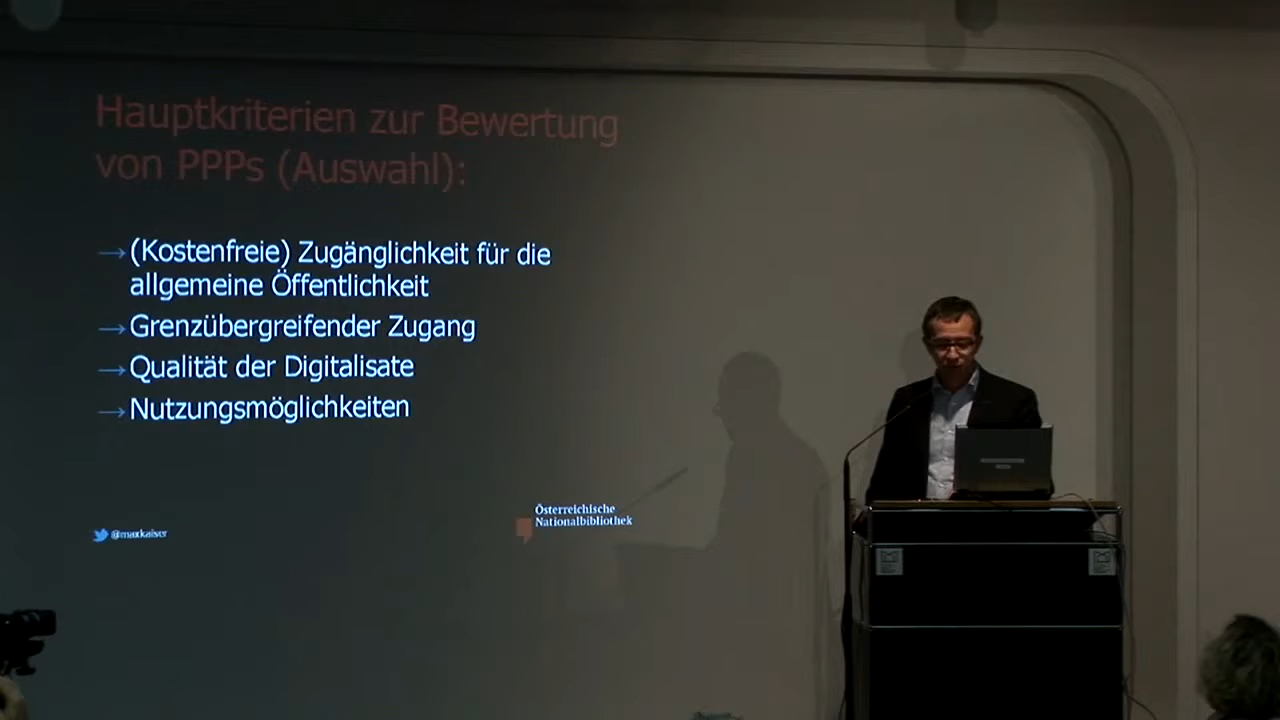 Hauptkriterien zur Bewertung
von PPPs (Auswahl):
→(Kostenfreie) Zugänglichkeit für die
allgemeine Öffentlichkeit
→Grenzübergreifender Zugang
→Qualität der Digitalisate
→Nutzungsmöglichkeiten
@maxkaiser
Österreichische
Nationalbibliothek